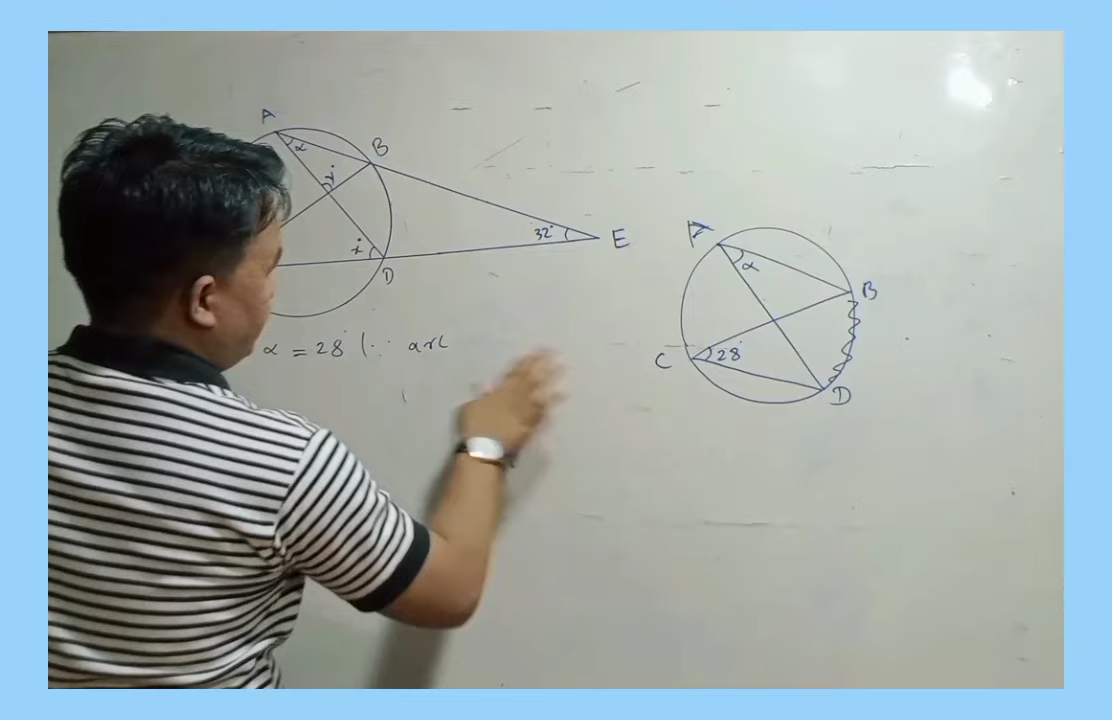 A
α
B
y°
32°
E
x°
D
α = 28° (∵ arc
A
α
B
C
28°
D